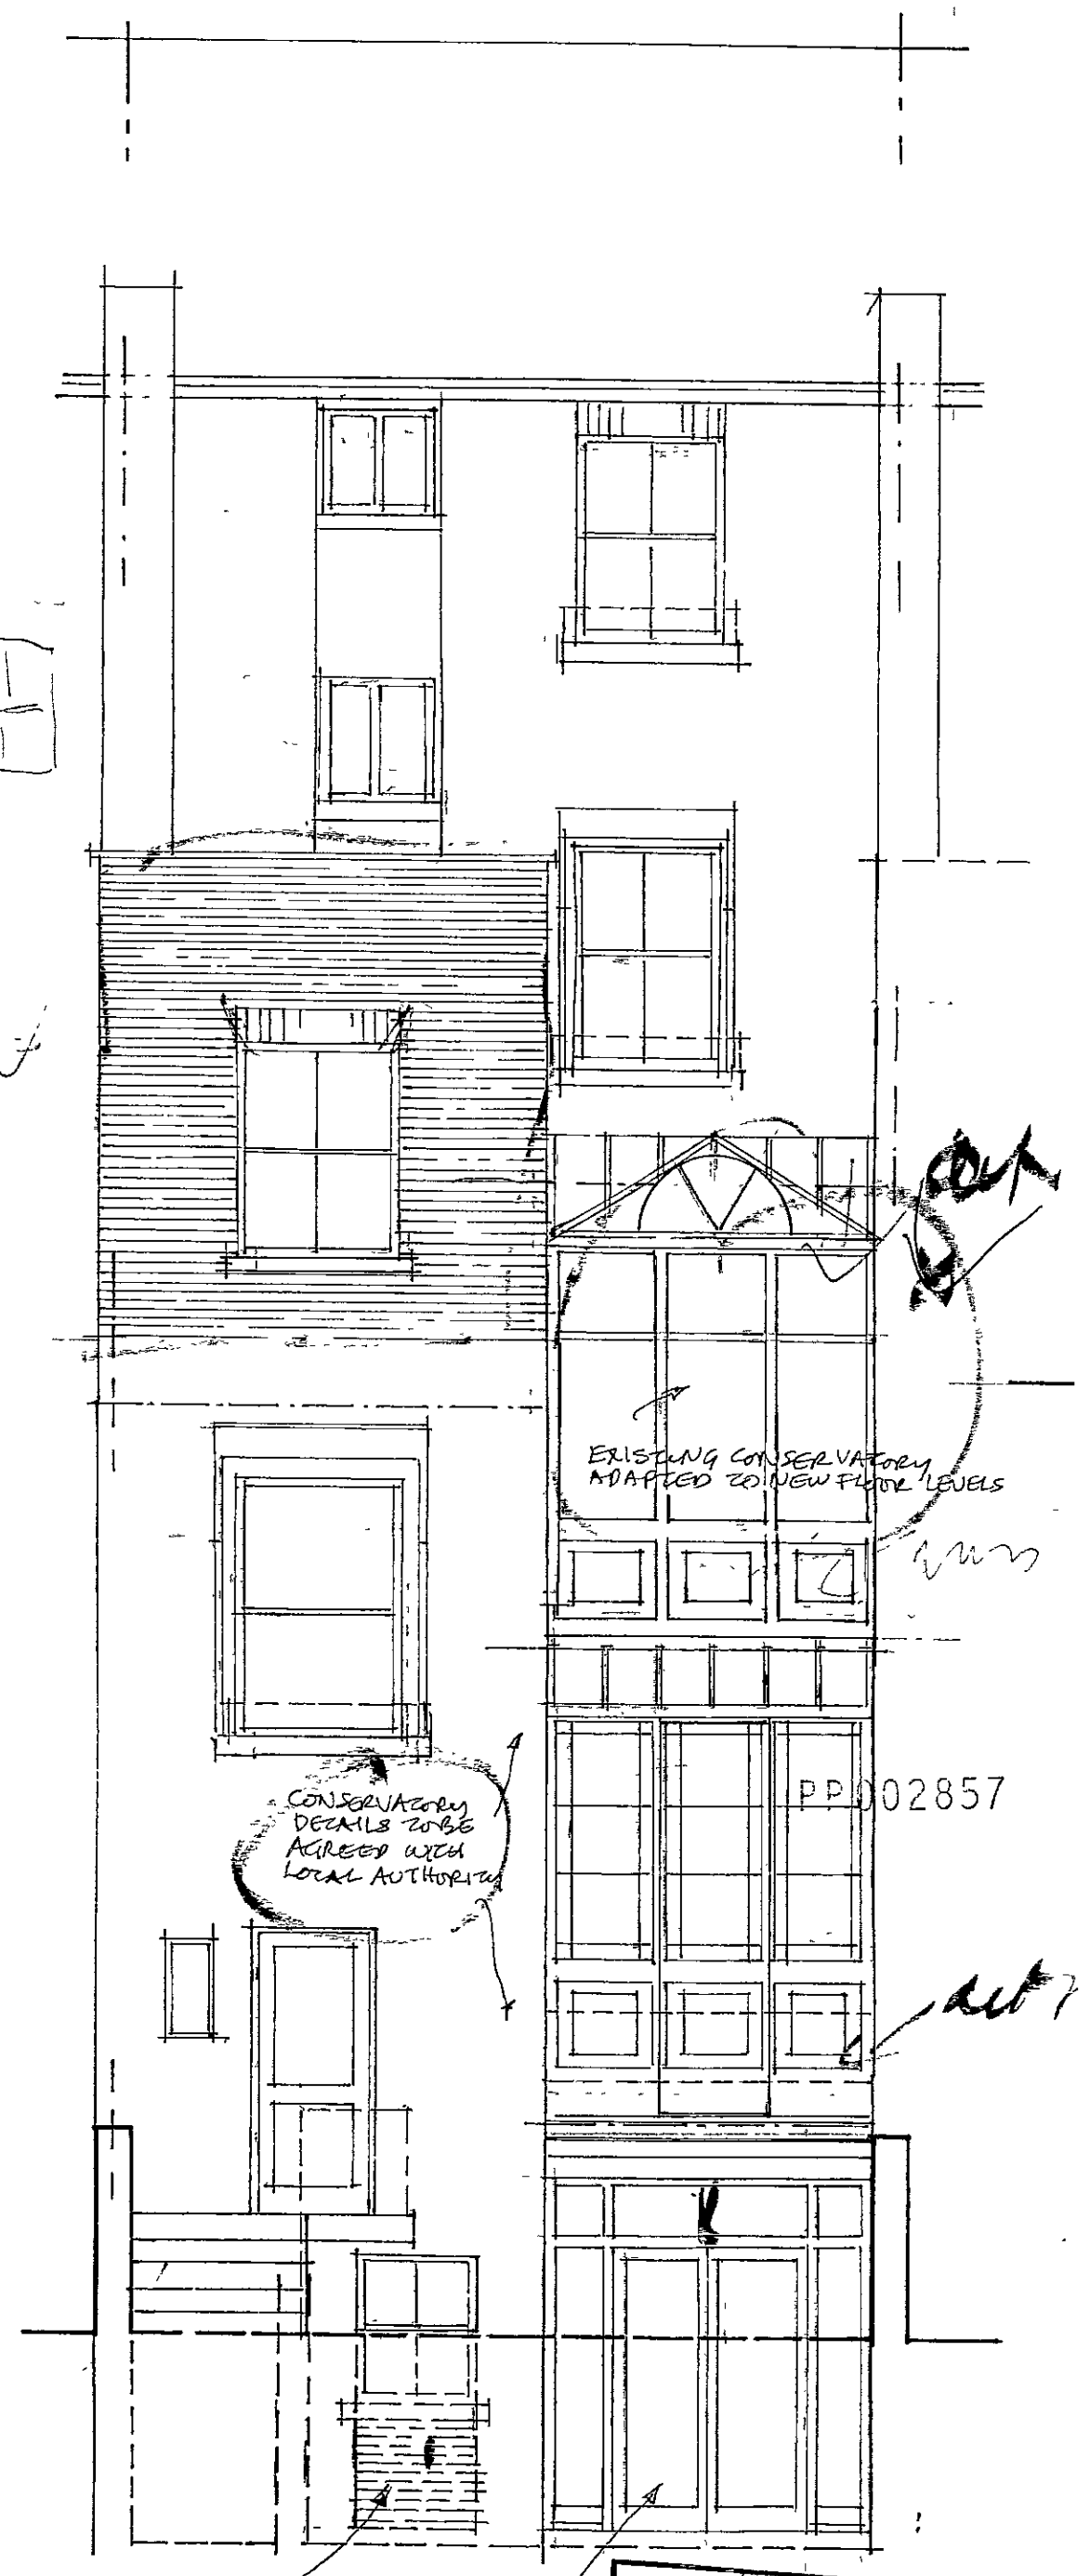 EXISTING CONSERVATORY
ADAPTED TO NEW FLOOR LEVELS
CONSERVATORY
DETAILS TO BE
AGREED WITH
LOCAL AUTHORITY
PP002857